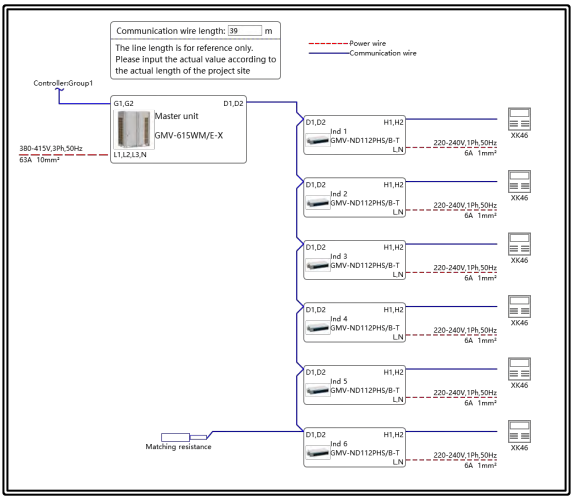 Communication wire length: 39 m
The line length is for reference only.
Please input the actual value according to
the actual length of the project site
Power wire
Communication wire
Controller:Group1
G1,G2 D1,D2
Master unit
GMV-615WM/E-X
L1,L2,L3,N
380-415V,3Ph,50Hz
63A 10mm²
D1,D2 H1,H2
Ind 1
GMV-ND112PHS/B-T
L,N
220-240V,1Ph,50Hz
6A 1mm²
XK46
D1,D2 H1,H2
Ind 2
GMV-ND112PHS/B-T
L,N
220-240V,1Ph,50Hz
6A 1mm²
XK46
D1,D2 H1,H2
Ind 3
GMV-ND112PHS/B-T
L,N
220-240V,1Ph,50Hz
6A 1mm²
XK46
D1,D2 H1,H2
Ind 4
GMV-ND112PHS/B-T
L,N
220-240V,1Ph,50Hz
6A 1mm²
XK46
D1,D2 H1,H2
Ind 5
GMV-ND112PHS/B-T
L,N
220-240V,1Ph,50Hz
6A 1mm²
XK46
D1,D2 H1,H2
Ind 6
GMV-ND112PHS/B-T
L,N
220-240V,1Ph,50Hz
6A 1mm²
XK46
Matching resistance